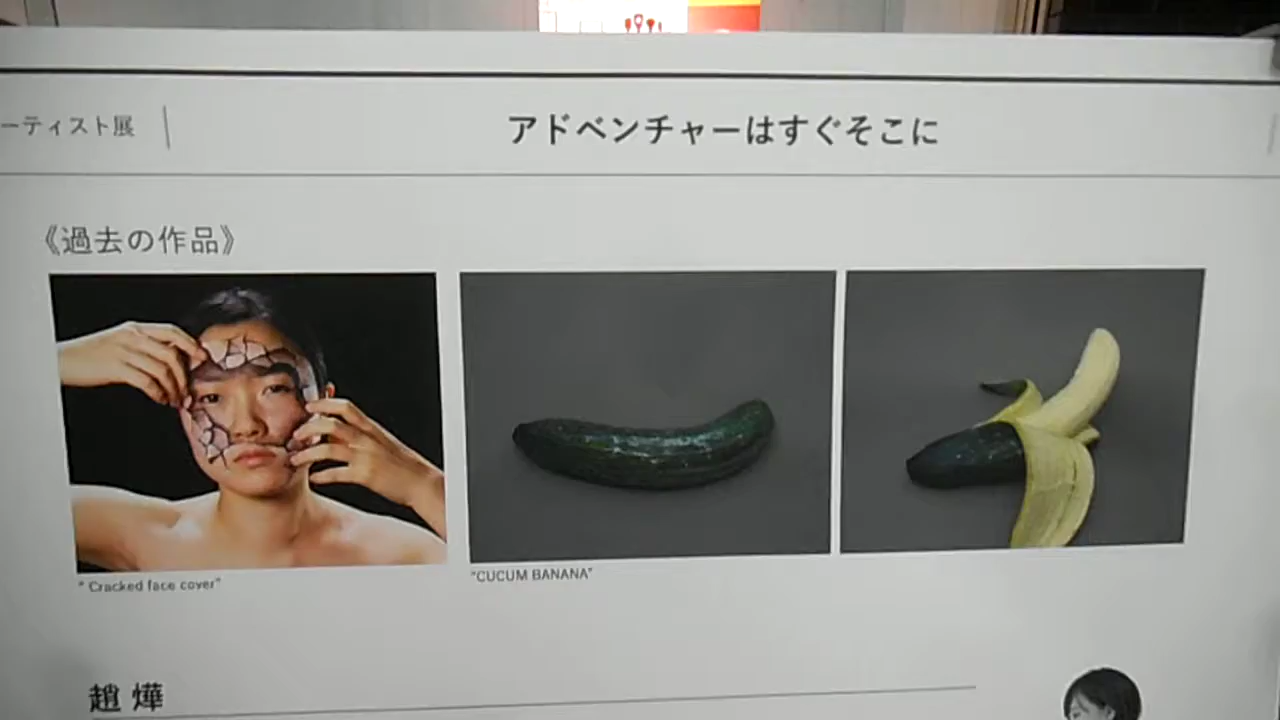 ーティスト展
アドベンチャーはすぐそこに
《過去の作品》
"Cracked face cover"
"CUCUM BANANA"
趙 燁